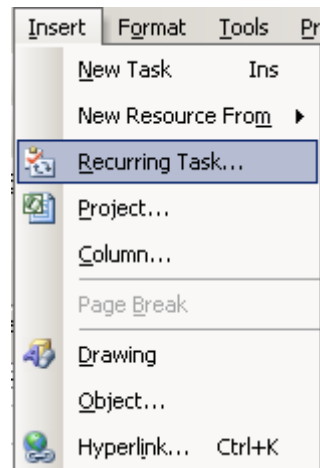 Insert Format Tools Pr
New Task Ins
New Resource From
Recurring Task...
Project...
Column...
Page Break
Drawing
Object...
Hyperlink... Ctrl+K